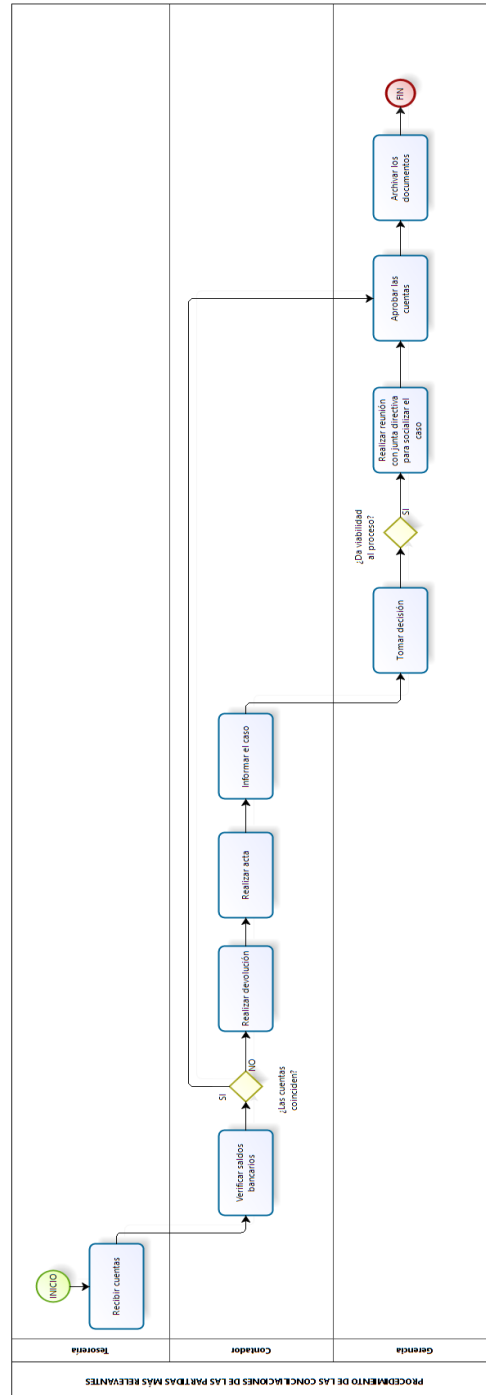 PROCEDIMIENTO DE LAS CONCILIACIONES DE LAS PARTIDAS MÁS RELEVANTES
Tesorería
INICIO
Recibir cuentas
Contador
Verificar saldos
bancarios
¿Las cuentas
coinciden?
SI
NO
Realizar devolución
Realizar acta
Informar el caso
Gerencia
Tomar decisión
¿Da viabilidad
al proceso?
SI
Realizar reunión
con junta directiva
para socializar el
caso
Aprobar las
cuentas
Archivar los
documentos
FIN